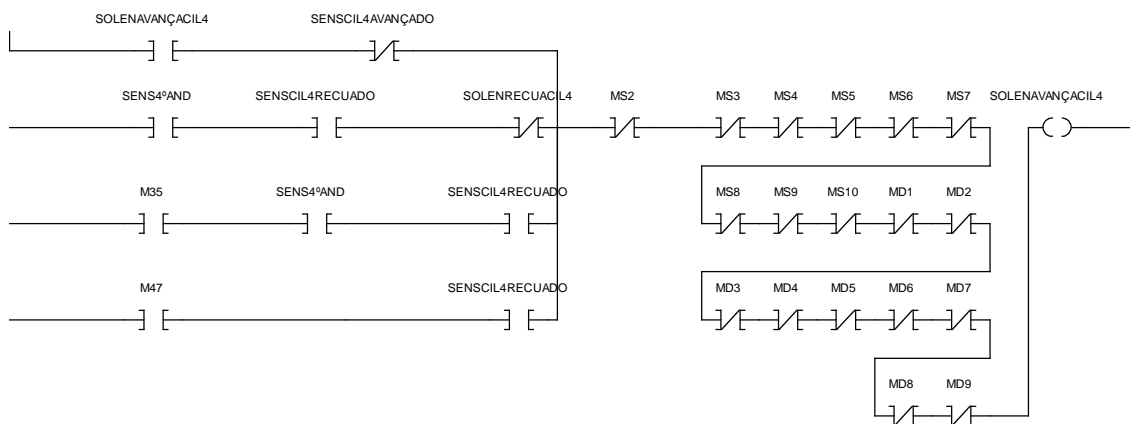 SOLENAVANÇACIL4 SENSCIL4AVANÇADO
SENS4ºAND SENSCIL4RECUADO SOLENRECUACIL4 MS2 MS3 MS4 MS5 MS6 MS7 SOLENAVANÇACIL4
M35 SENS4ºAND SENSCIL4RECUADO MS8 MS9 MS10 MD1 MD2
M47 SENSCIL4RECUADO MD3 MD4 MD5 MD6 MD7
MD8 MD9